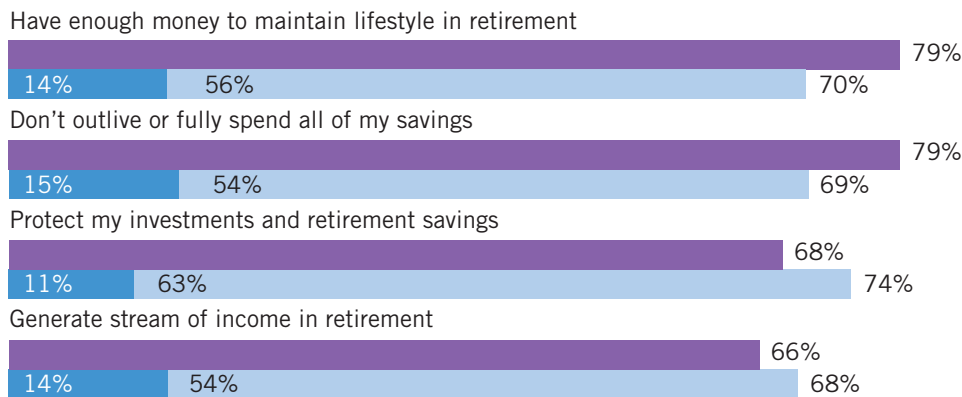 Have enough money to maintain lifestyle in retirement
79%
14% 56% 70%
Don’t outlive or fully spend all of my savings
79%
15% 54% 69%
Protect my investments and retirement savings
68%
11% 63% 74%
Generate stream of income in retirement
66%
14% 54% 68%